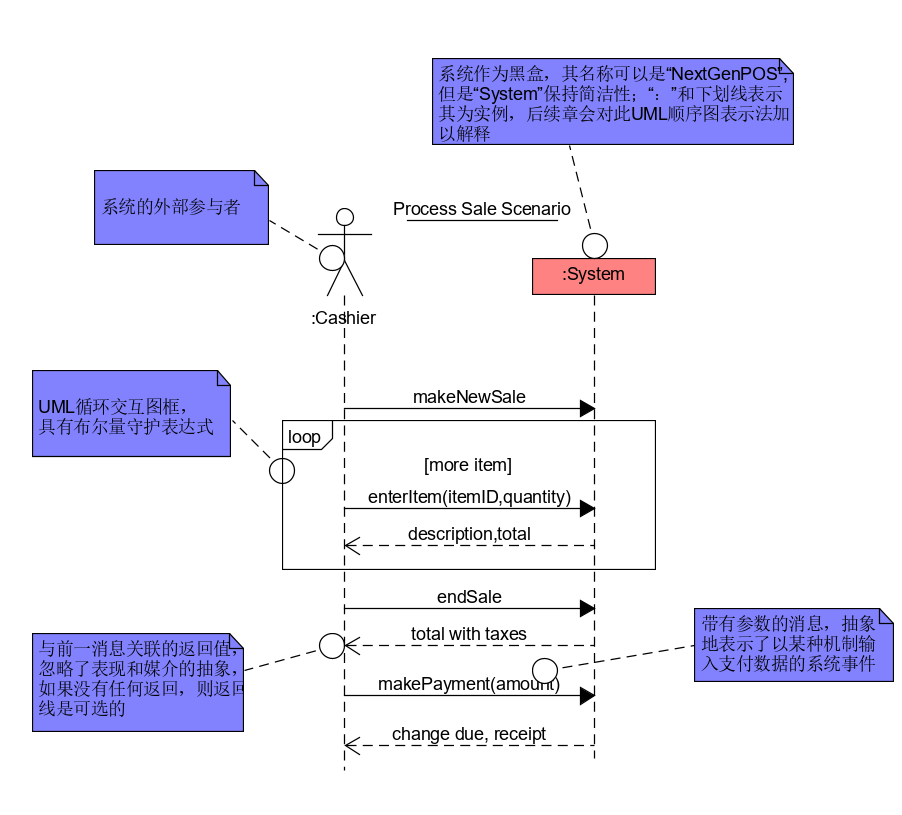 系统作为黑盒，其名称可以是“NextGenPOS”，
但是“System”保持简洁性；“：”和下划线表示
其为实例，后续章会对此UML顺序图表示法加
以解释
系统的外部参与者
Process Sale Scenario
:System
:Cashier
UML循环交互图框，
具有布尔量守护表达式
makeNewSale
loop
[more item]
enterItem(itemID,quantity)
description,total
endSale
total with taxes
与前一消息关联的返回值，
忽略了表现和媒介的抽象，
如果没有任何返回，则返回
线是可选的
带有参数的消息，抽象
地表示了以某种机制输
入支付数据的系统事件
makePayment(amount)
change due, receipt